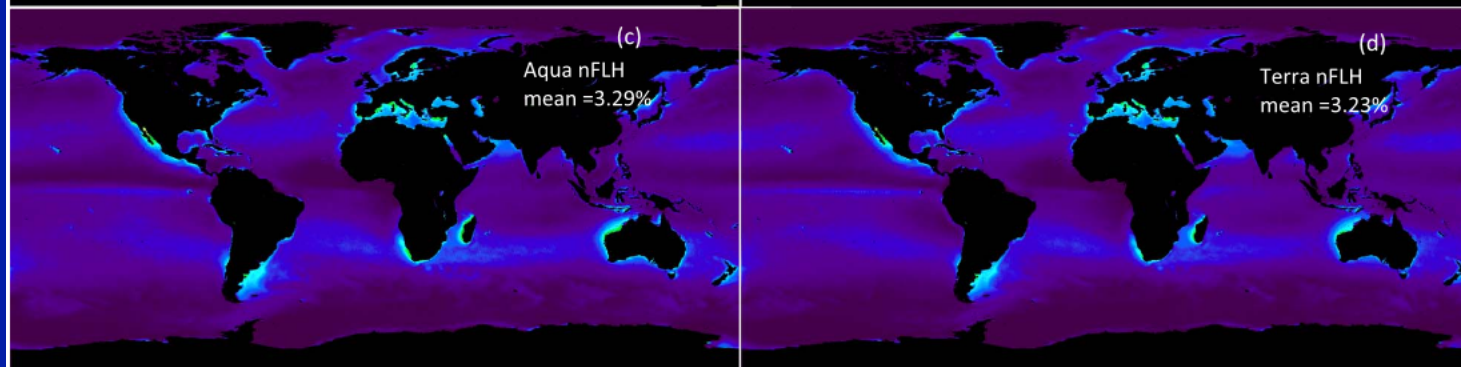 (c)
Aqua nFLH
mean =3.29%
(d)
Terra nFLH
mean =3.23%